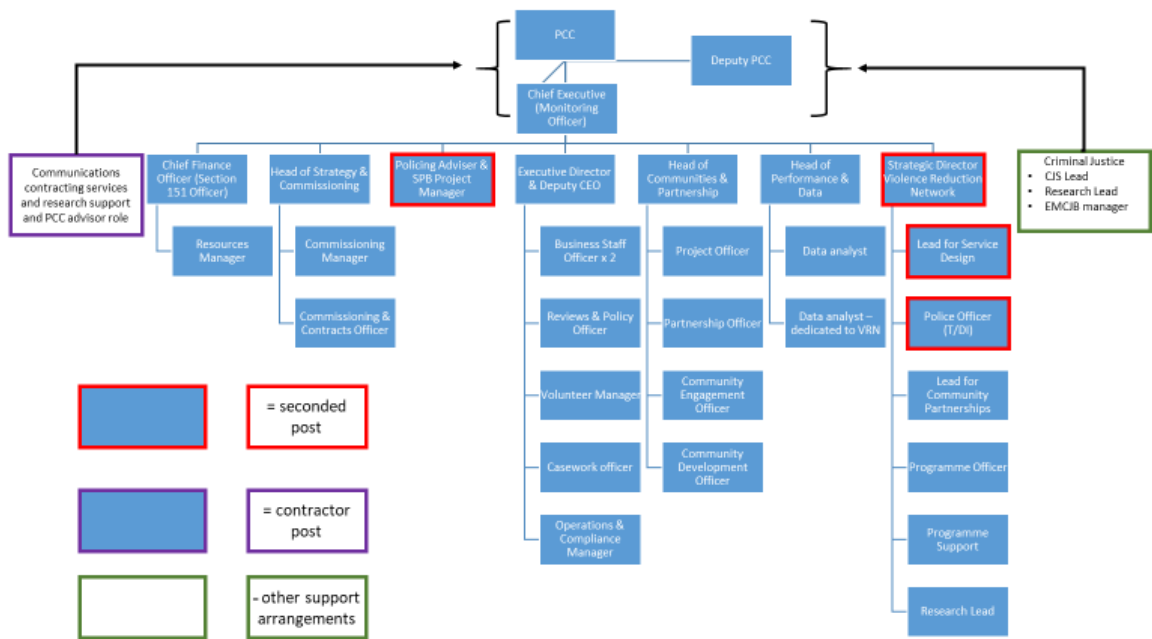 PCC
Deputy PCC
Chief Executive
(Monitoring
Officer)
Communications
contracting services
and research support
and PCC advisor role
Chief Finance
Officer (Section
151 Officer)
Head of Strategy &
Commissioning
Policing Adviser &
SPB Project
Manager
Executive Director
& Deputy CEO
Head of
Communities &
Partnership
Head of
Performance &
Data
Strategic Director
Violence Reduction
Network
Criminal Justice
• CJS Lead
• Research Lead
• EMCJB manager
Resources
Manager
Commissioning
Manager
Commissioning &
Contracts Officer
Business Staff
Officer x 2
Reviews & Policy
Officer
Volunteer Manager
Casework officer
Operations &
Compliance
Manager
Project Officer
Partnership Officer
Community
Engagement
Officer
Community
Development
Officer
Data analyst
Data analyst –
dedicated to VRN
Lead for Service
Design
Police Officer
(T/DI)
Lead for
Community
Partnerships
Programme Officer
Programme
Support
Research Lead
= seconded
post
= contractor
post
- other support
arrangements